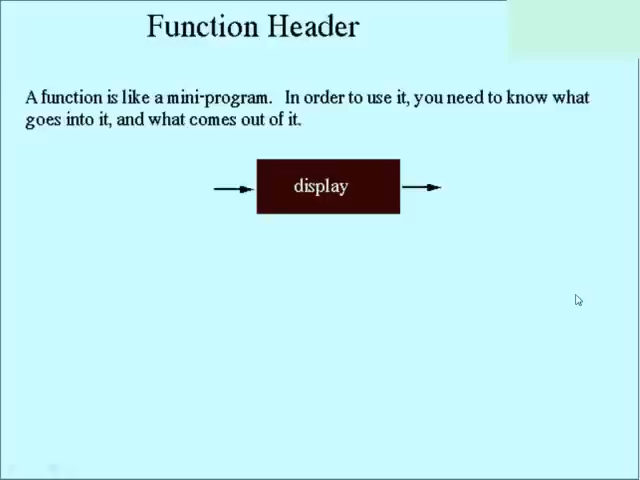 Function Header
A function is like a mini-program. In order to use it, you need to know what
goes into it, and what comes out of it.
display